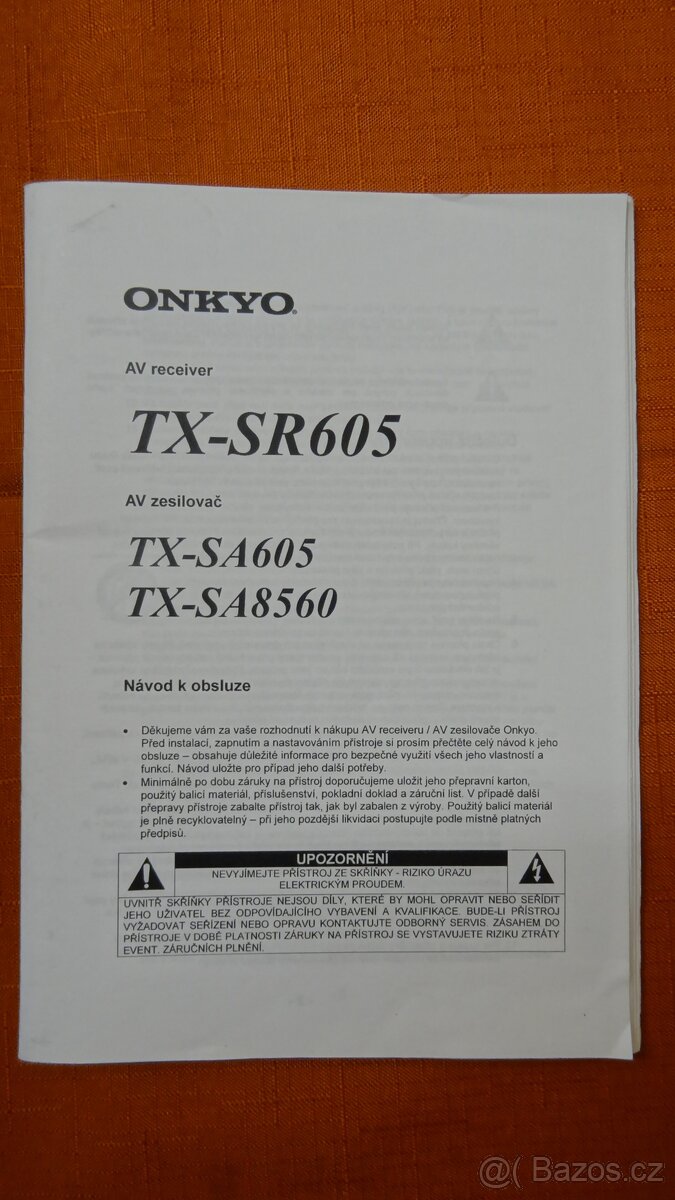 ONKYO®
AV receiver
TX-SR605
AV zesilovač
TX-SA605
TX-SA8560
Návod k obsluze
• Děkujeme vám za vaše rozhodnutí k nákupu AV receiveru / AV zesilovače Onkyo.
Před instalací, zapnutím a nastavováním přístroje si prosím přečtěte celý návod k jeho
obsluze – obsahuje důležité informace pro bezpečné využití všech jeho vlastností a
funkcí. Návod uložte pro případ jeho další potřeby.
• Minimálně po dobu záruky na přístroj doporučujeme uložit jeho přepravní karton,
použitý balicí materiál, příslušenství, pokladní doklad a záruční list. V případě další
přepravy přístroje zabalte přístroj tak, jak byl zabalen z výroby. Použitý balicí materiál
je plně recyklovatelný – při jeho pozdější likvidaci postupujte podle místně platných
předpisů.
UPOZORNĚNÍ
NEVYJÍMEJTE PŘÍSTROJ ZE SKŘÍŇKY - RIZIKO ÚRAZU
ELEKTRICKÝM PROUDEM.
UVNITŘ SKŘÍŇKY PŘÍSTROJE NEJSOU DÍLY, KTERÉ BY MOHL OPRAVIT NEBO SEŘÍDIT
JEHO UŽIVATEL BEZ ODPOVÍDAJÍCÍHO VYBAVENÍ A KVALIFIKACE. BUDE-LI PŘÍSTROJ
VYŽADOVAT SEŘÍZENÍ NEBO OPRAVU KONTAKTUJTE ODBORNÝ SERVIS. ZÁSAHEM DO
PŘÍSTROJE V DOBĚ PLATNOSTI ZÁRUKY NA PŘÍSTROJ SE VYSTAVUJETE RIZIKU ZTRÁTY
EVENT. ZÁRUČNÍCH PLNĚNÍ.
@( Bazos.cz